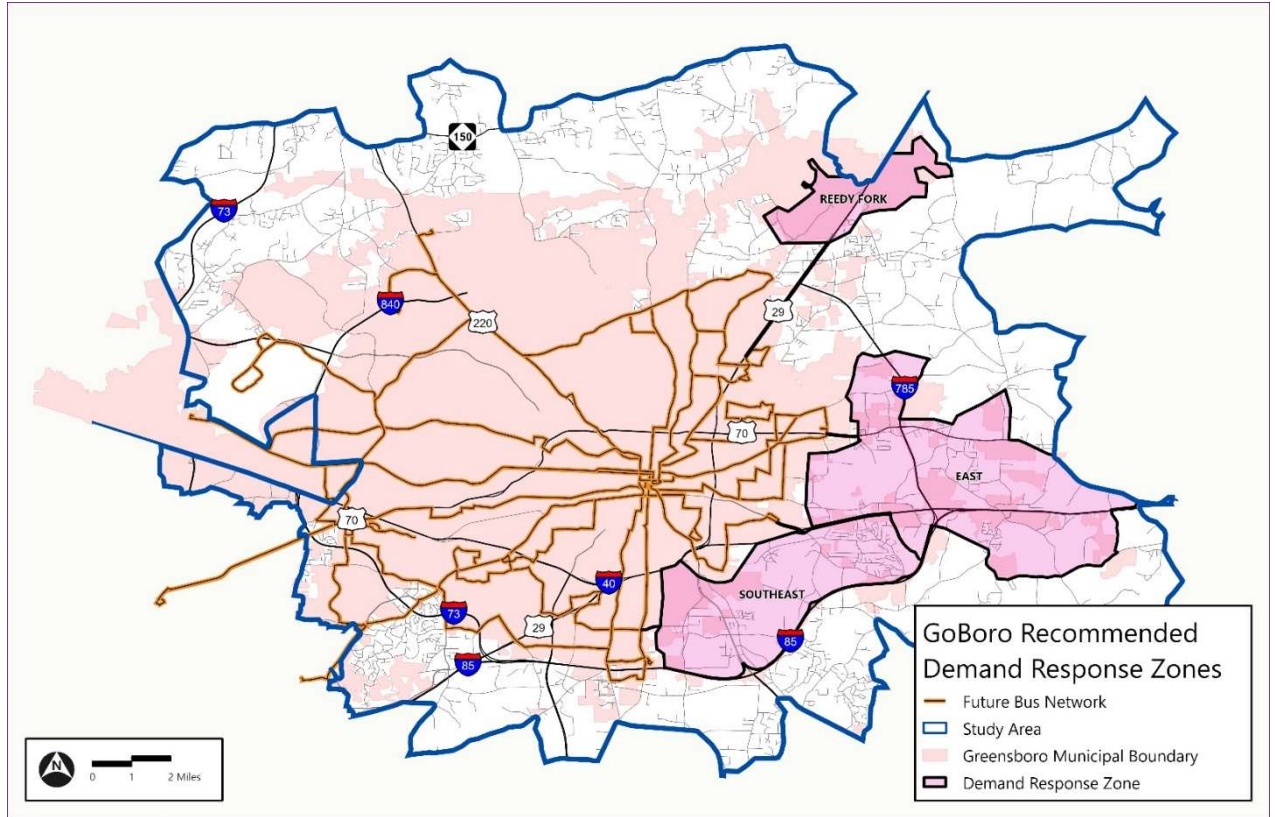 150
REEDY FORK
73
840
220
29
785
70
EAST
70
SOUTHEAST
40
73
29
85
85
GoBoro Recommended
Demand Response Zones
Future Bus Network
Study Area
Greensboro Municipal Boundary
Demand Response Zone
N
0 1 2 Miles